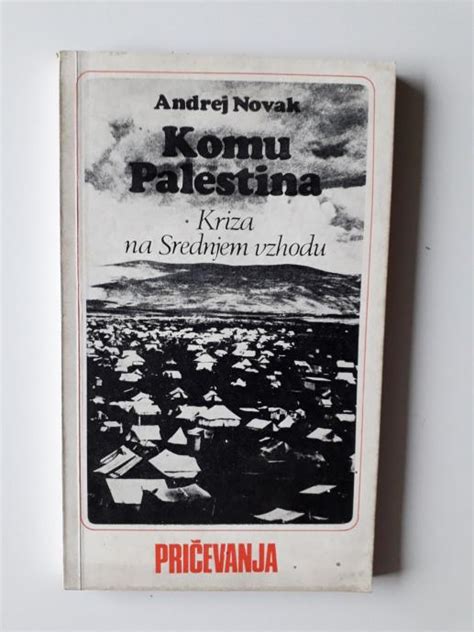 Andrej Novak
Komu
Palestina
Kriza
na Srednjem vzhodu
PRIČEVANJA